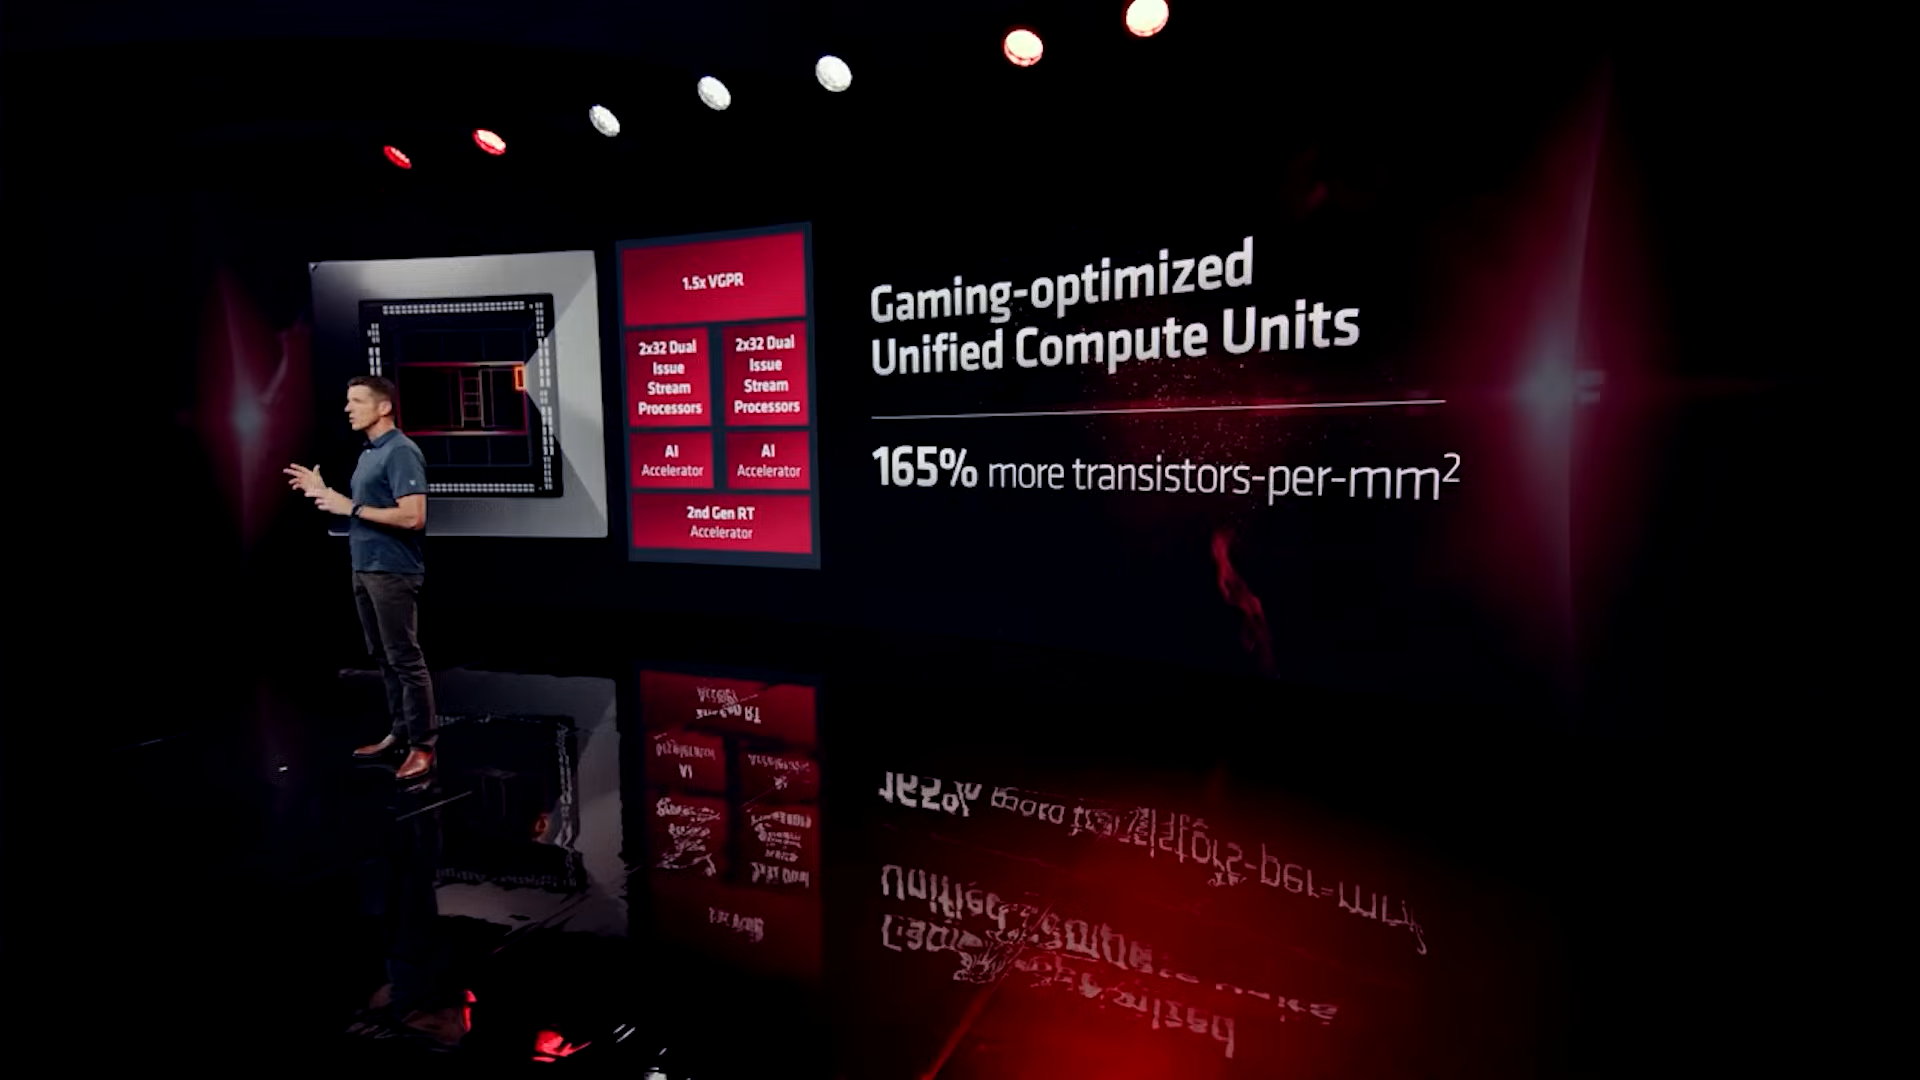 1.5x VGPR
2x32 Dual
Issue
Stream
Processors
2x32 Dual
Issue
Stream
Processors
AI
Accelerator
AI
Accelerator
2nd Gen RT
Accelerator
Gaming-optimized
Unified Compute Units
165% more transistors-per-mm²